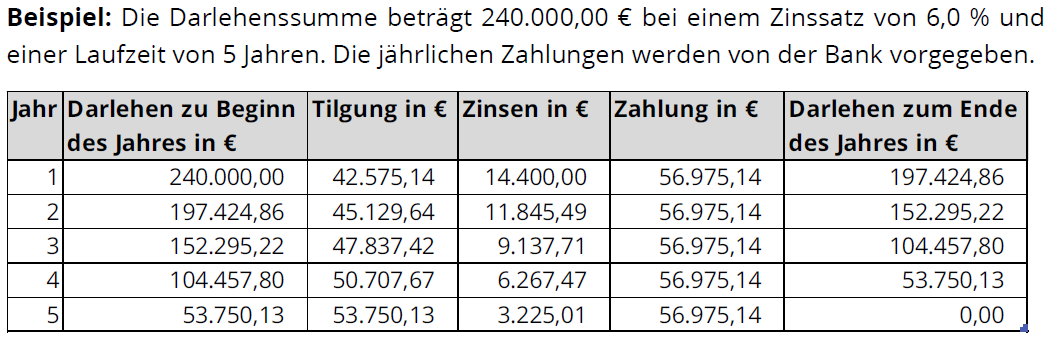 Beispiel: Die Darlehenssumme beträgt 240.000,00 € bei einem Zinssatz von 6,0 % und
einer Laufzeit von 5 Jahren. Die jährlichen Zahlungen werden von der Bank vorgegeben.
Jahr Darlehen zu Beginn des Jahres in € Tilgung in € Zinsen in € Zahlung in € Darlehen zum Ende des Jahres in €
1 240.000,00 42.575,14 14.400,00 56.975,14 197.424,86
2 197.424,86 45.129,64 11.845,49 56.975,14 152.295,22
3 152.295,22 47.837,42 9.137,71 56.975,14 104.457,80
4 104.457,80 50.707,67 6.267,47 56.975,14 53.750,13
5 53.750,13 53.750,13 3.225,01 56.975,14 0,00